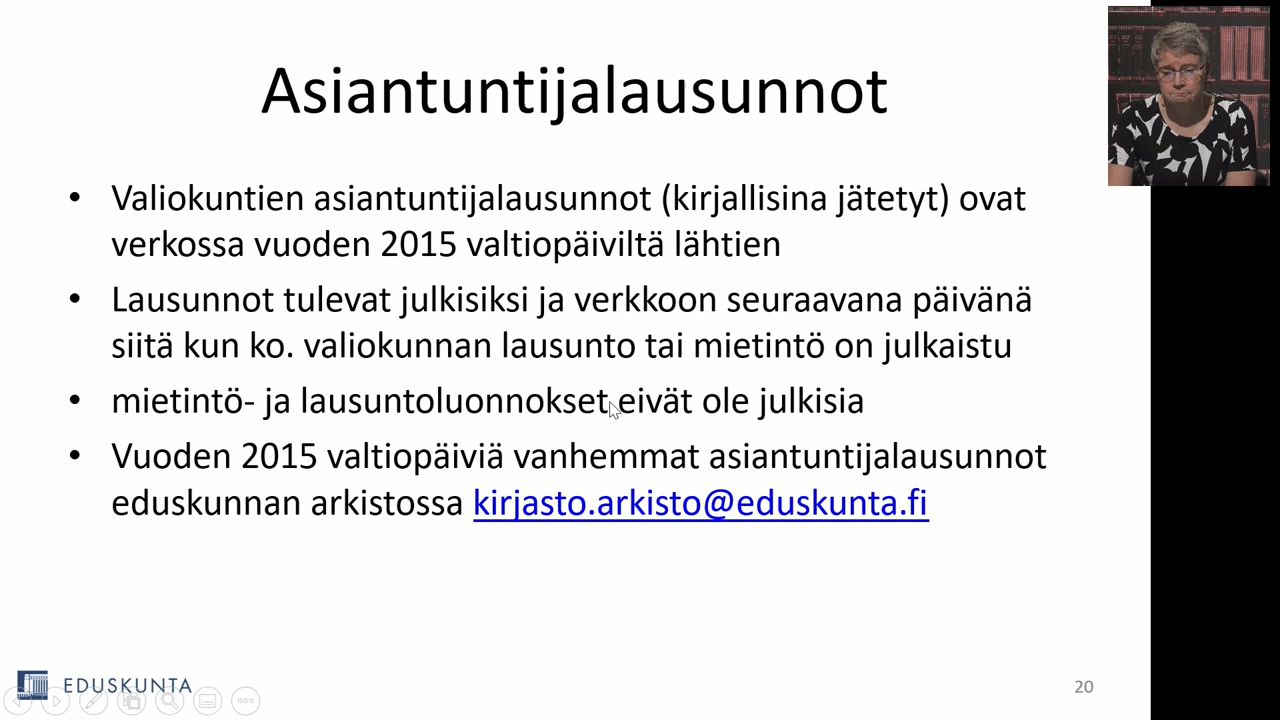 Asiantuntijalausunnot
• Valiokuntien asiantuntijalausunnot (kirjallisina jätetyt) ovat
verkossa vuoden 2015 valtiopäiviltä lähtien
• Lausunnot tulevat julkisiksi ja verkkoon seuraavana päivänä
siitä kun ko. valiokunnan lausunto tai mietintö on julkaistu
• mietintö- ja lausuntoluonnokset eivät ole julkisia
• Vuoden 2015 valtiopäiviä vanhemmat asiantuntijalausunnot
eduskunnan arkistossa kirjasto.arkisto@eduskunta.fi
EDUSKUNTA
20